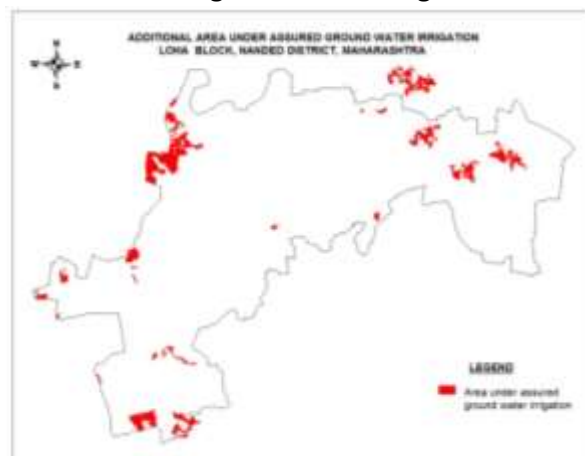 ADDITIONAL AREA UNDER ASSURED GROUND WATER IRRIGATION
LOHA BLOCK, NANDED DISTRICT, MAHARASHTRA
N
W E
S
LEGEND
Area under assured
ground water irrigation